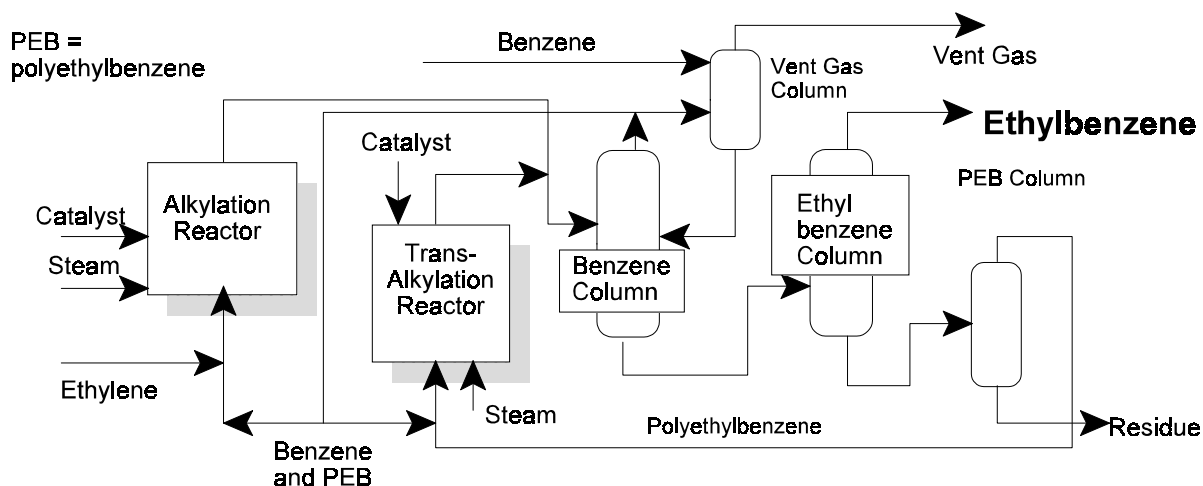 PEB =
polyethylbenzene
Benzene
Vent Gas
Vent Gas
Column
Ethylbenzene
PEB Column
Catalyst
Alkylation
Reactor
Catalyst
Steam
Trans-
Alkylation
Reactor
Benzene
Column
Ethyl
benzene
Column
Ethylene
Steam
Benzene
and PEB
Polyethylbenzene
Residue